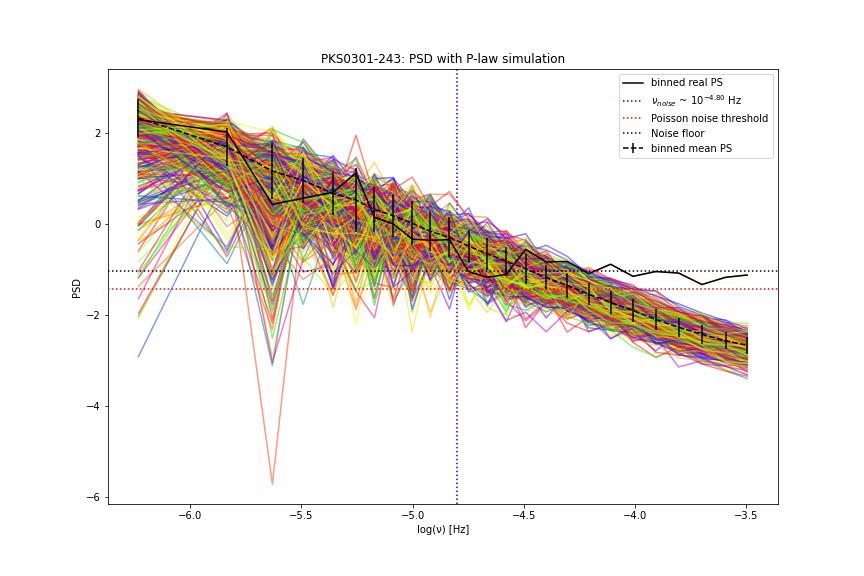 PKS0301-243: PSD with P-law simulation
binned real PS
ν_noise ~ 10^−4.80 Hz
Poisson noise threshold
Noise floor
binned mean PS
PSD
2
0
−2
−4
−6
−6.0 −5.5 −5.0 −4.5 −4.0 −3.5
log(ν) [Hz]